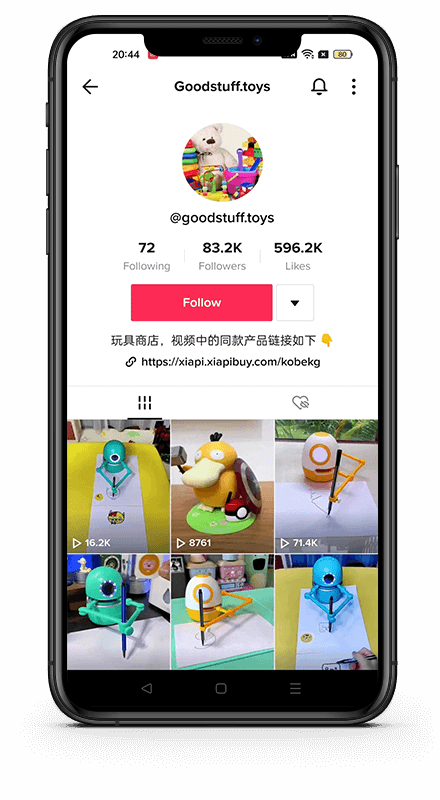 20:44
80
Goodstuff.toys
@goodstuff.toys
72
83.2K
596.2K
Following
Followers
Likes
Follow
玩具商店，视频中的同款产品链接如下 👇
https://xiapi.xiapibuy.com/kobekg
16.2K
8761
71.4K